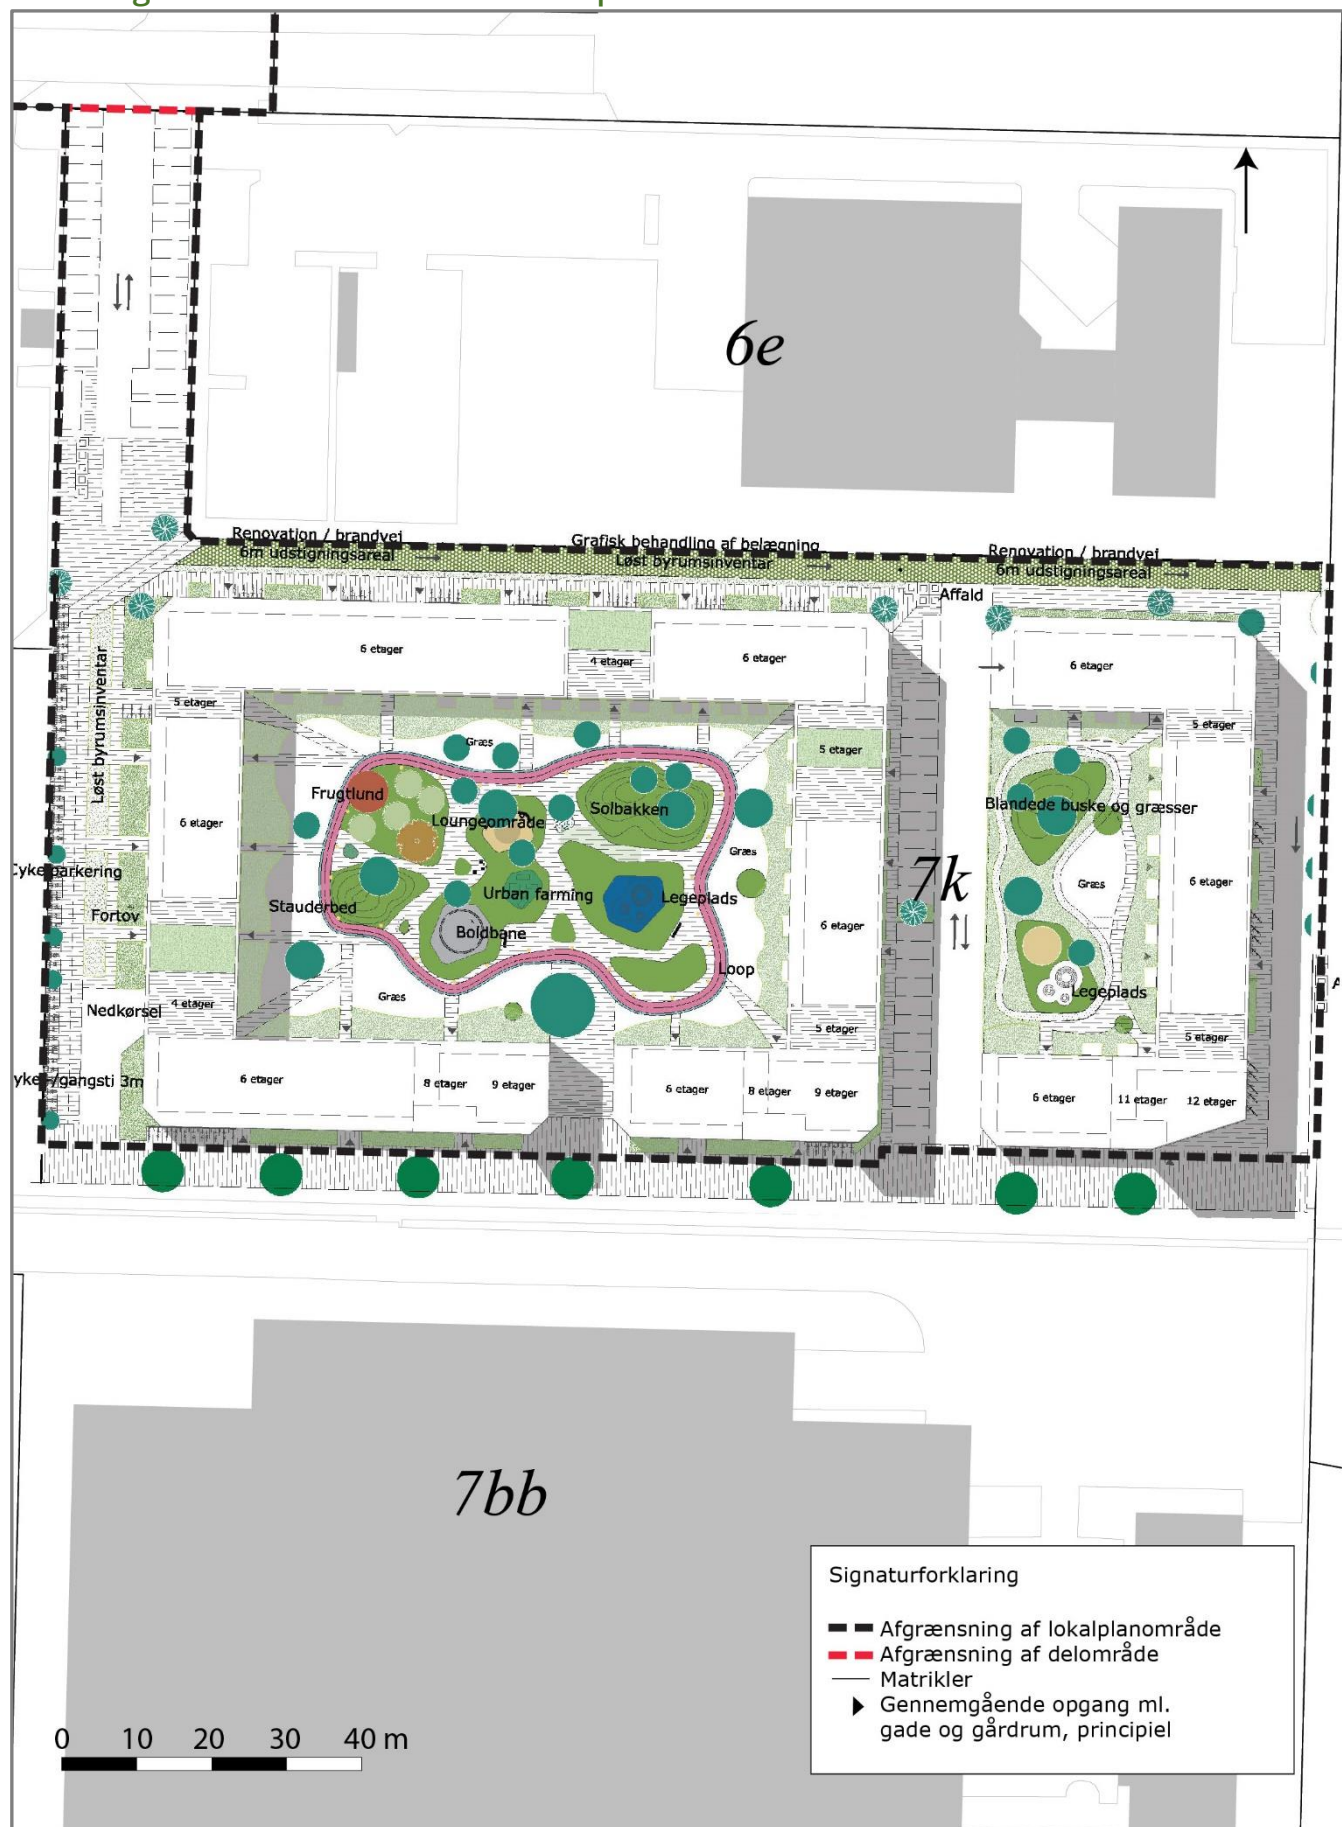 6e
Renovation / brandvej
6m udstigningsareal
Grafisk behandling af belægning
Løst byrumsinventar
Renovation / brandvej
6m udstigningsareal
Affald
6 etager
4 etager
6 etager
6 etager
5 etager
5 etager
5 etager
Løst byrumsinventar
Græs
Frugtlund
Loungeområde
Solbakken
Blandede buske og græsser
6 etager
Græs
7k
Græs
6 etager
Cykelparkering
Fortov
Stauderbed
Urban farming
Legeplads
Boldbane
6 etager
Loop
Legeplads
Græs
Nedkørsel
4 etager
5 etager
5 etager
/gangsti 3m
6 etager
8 etager
9 etager
6 etager
8 etager
9 etager
6 etager
11 etager
12 etager
7bb
Signaturforklaring
Afgrænsning af lokalplanområde
Afgrænsning af delområde
Matrikler
Gennemgående opgang ml.
gade og gårdrum, principiel
0 10 20 30 40 m